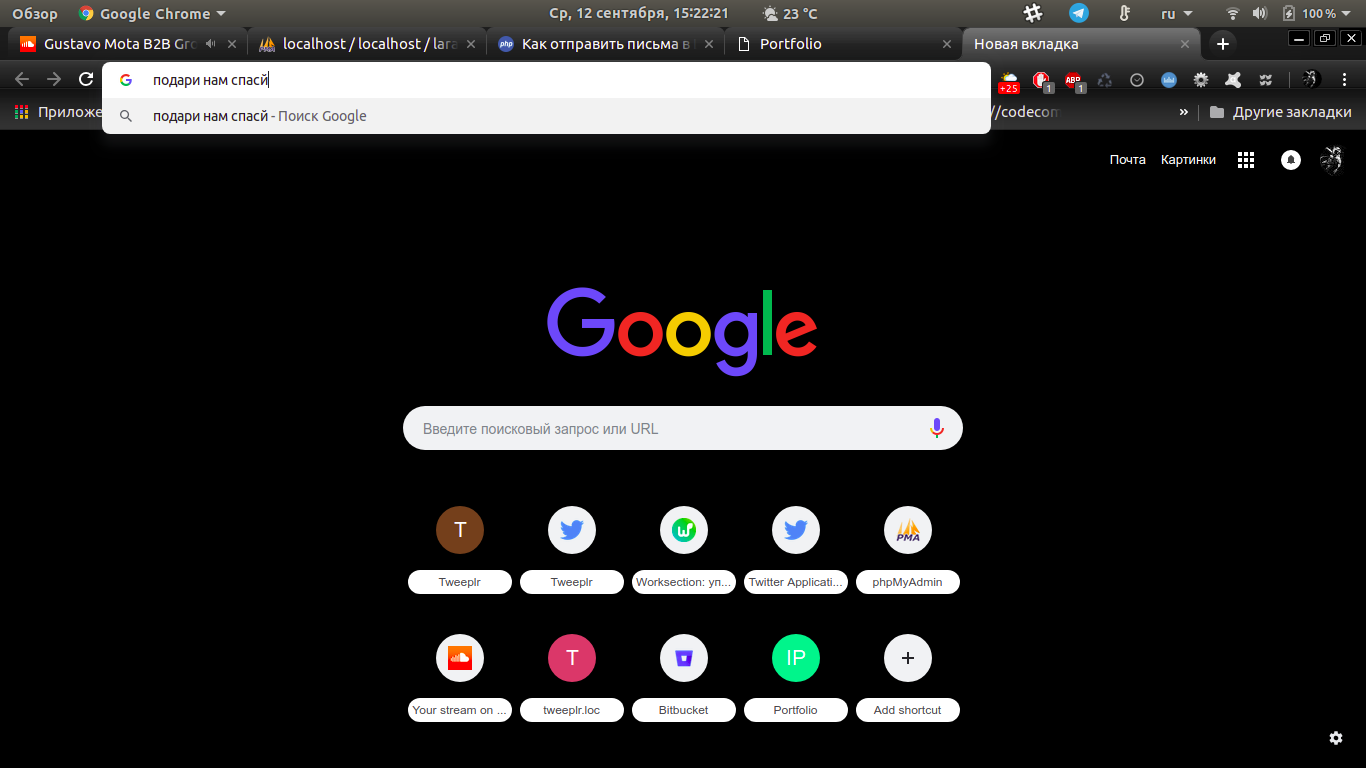 Обзор Google Chrome Ср, 12 сентября, 15:22:21 23 °C ru 100 %
Gustavo Mota B2B Gro localhost / localhost / lara php Как отправить письма в Portfolio Новая вкладка
подари нам спасй +25 1 ABP 1
Приложе подари нам спасй - Поиск Google //codecom » Другие закладки
Почта Картинки
Google
Введите поисковый запрос или URL
T W PMA
Tweeplr Tweeplr Worksection: уп... Twitter Applicati... phpMyAdmin
T IP
Your stream on ... tweeplr.loc Bitbucket Portfolio Add shortcut